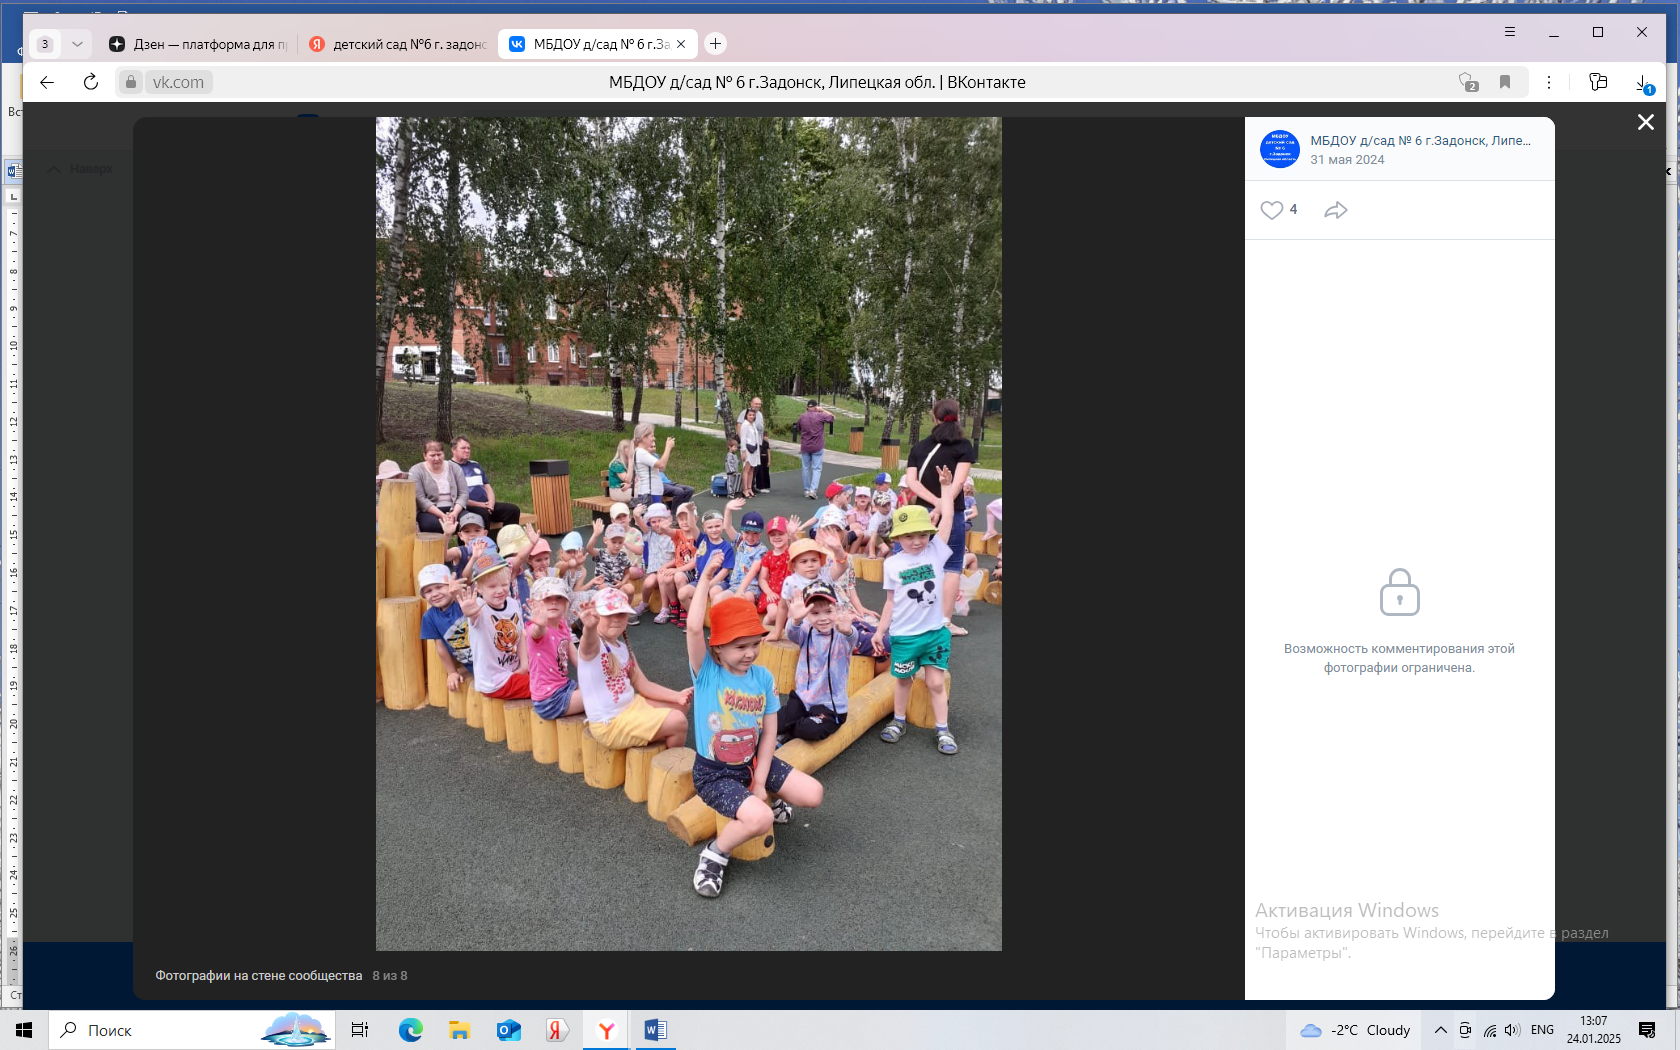 3
Дзен — платформа для п
детский сад №6 г. задонс
МБДОУ д/сад № 6 г.За
vk.com
МБДОУ д/сад № 6 г.Задонск, Липецкая обл. | ВКонтакте
2
1
Наверх
МБДОУ д/сад № 6 г.Задонск, Липе...
31 мая 2024
4
Возможность комментирования этой
фотографии ограничена.
Активация Windows
Чтобы активировать Windows, перейдите в раздел
"Параметры".
Фотографии на стене сообщества 8 из 8
Поиск
-2°C Cloudy
ENG
13:07
24.01.2025